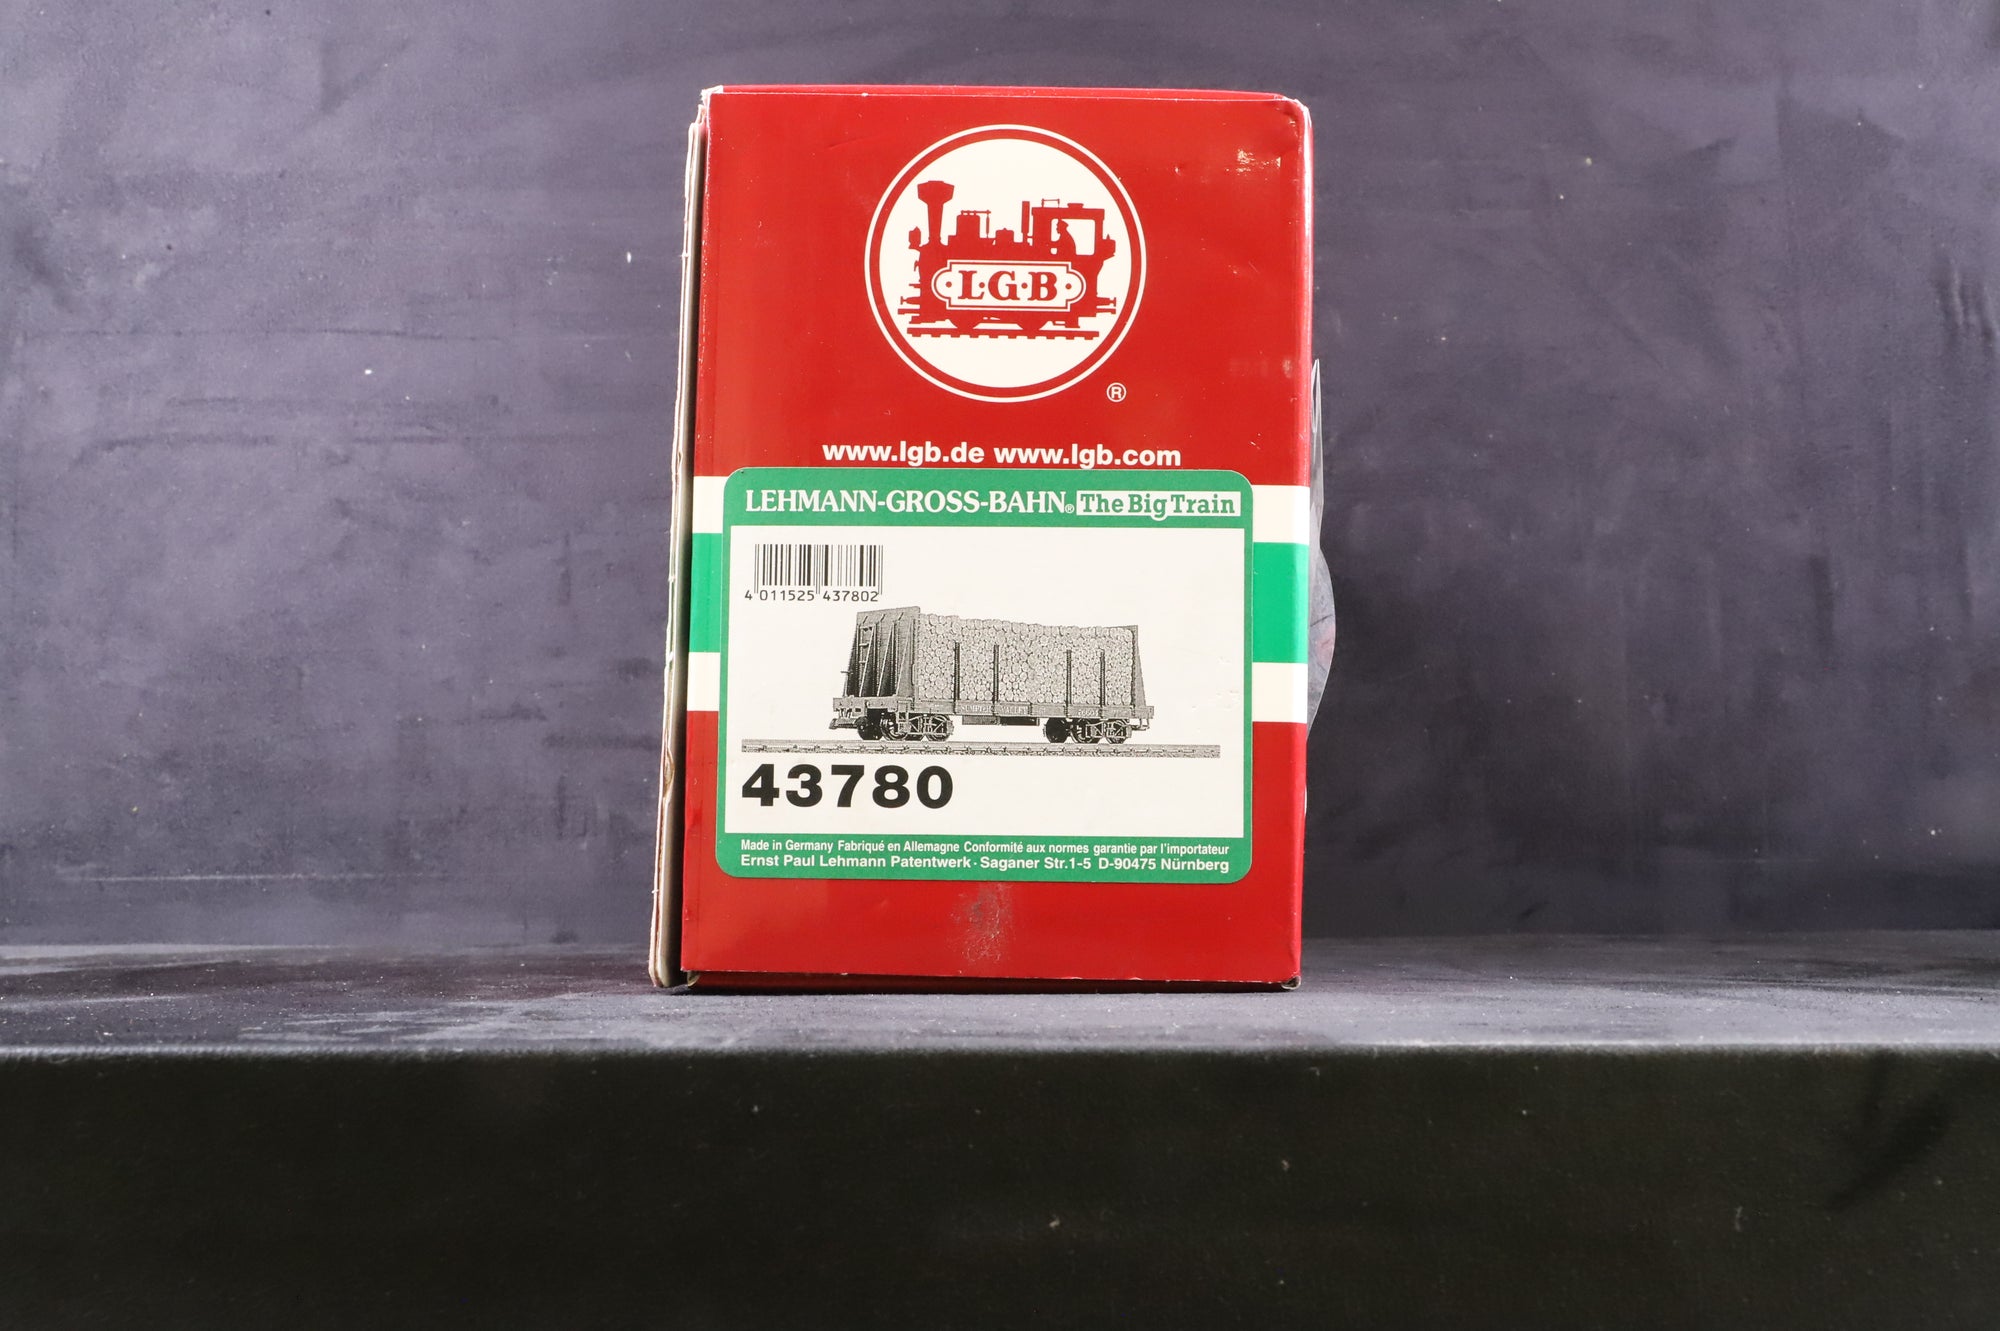 L·G·B
®
www.lgb.de www.lgb.com
LEHMANN-GROSS-BAHN® The Big Train
4 011525 437802
43780
Made in Germany Fabriqué en Allemagne Conformité aux normes garantie par l'importateur
Ernst Paul Lehmann Patentwerk · Saganer Str.1-5 D-90475 Nürnberg